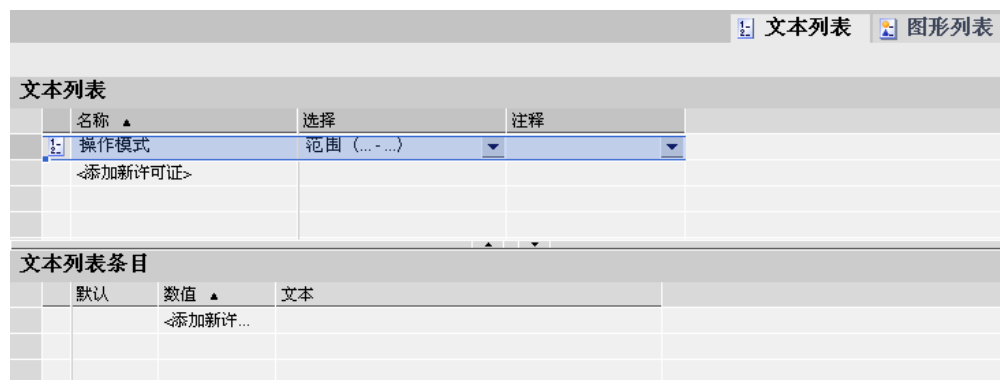 文本列表 图形列表
文本列表
名称 ▲ 选择 注释
操作模式 范围 (... - ...)
<添加新许可证>
文本列表条目
默认 数值 ▲ 文本
<添加新许...